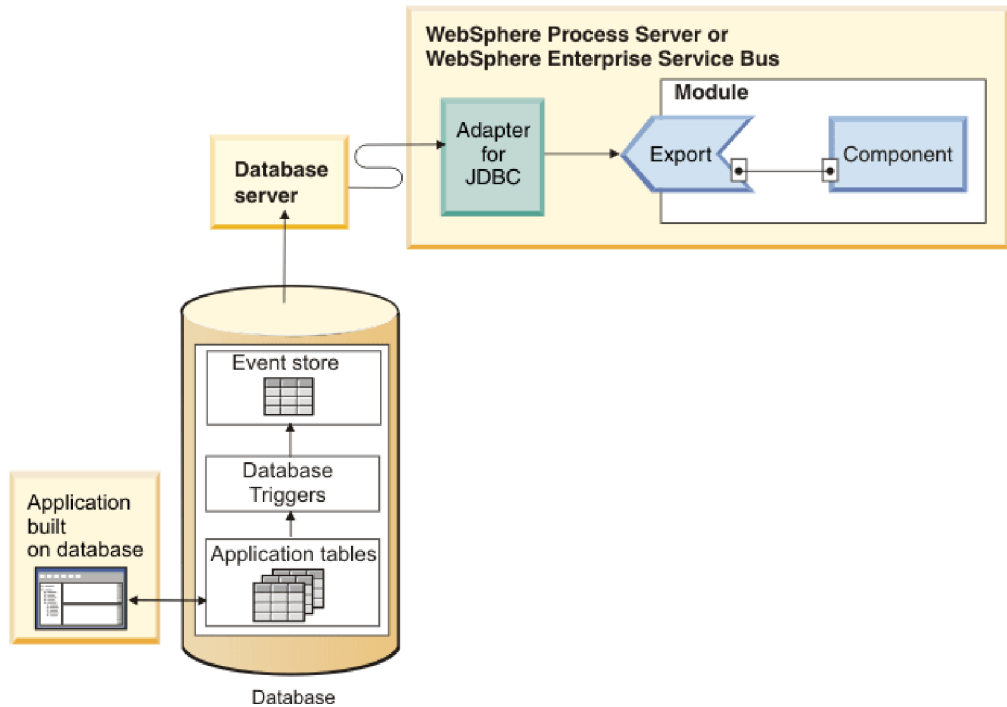 WebSphere Process Server or
WebSphere Enterprise Service Bus
Module
Adapter
for
JDBC
Export
Component
Database
server
Event store
Database
Triggers
Application tables
Application
built
on database
Database